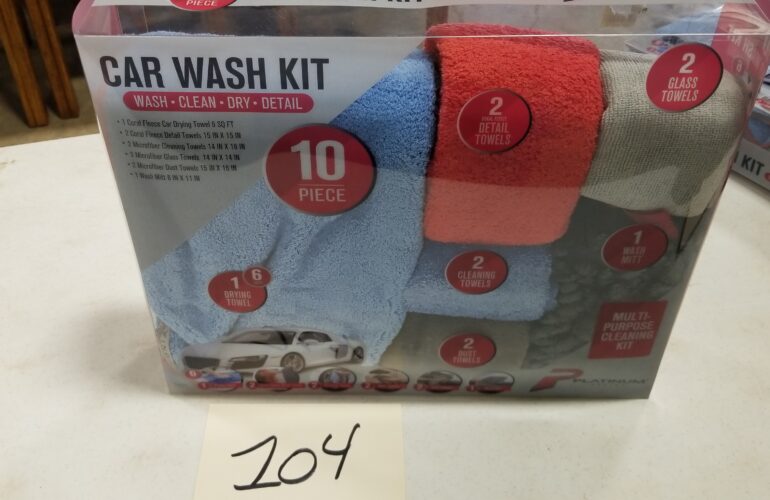 PIECE
KIT
CAR WASH KIT
WASH • CLEAN • DRY • DETAIL
• 1 Coral Fleece Car Drying Towel 6 SQ FT
• 2 Coral Fleece Detail Towels 15 IN X 15 IN
• 2 Microfiber Cleaning Towels 14 IN X 16 IN
• 2 Microfiber Glass Towels 14 IN X 14 IN
• 2 Microfiber Dust Towels 15 IN X 16 IN
• 1 Wash Mitt 8 IN X 11 IN
10
PIECE
2
DETAIL
TOWELS
2
GLASS
TOWELS
1
WASH
MITT
1
DRYING
TOWEL
6
2
CLEANING
TOWELS
2
DUST
TOWELS
MULTI-
PURPOSE
CLEANING
KIT
PLATINUM
104